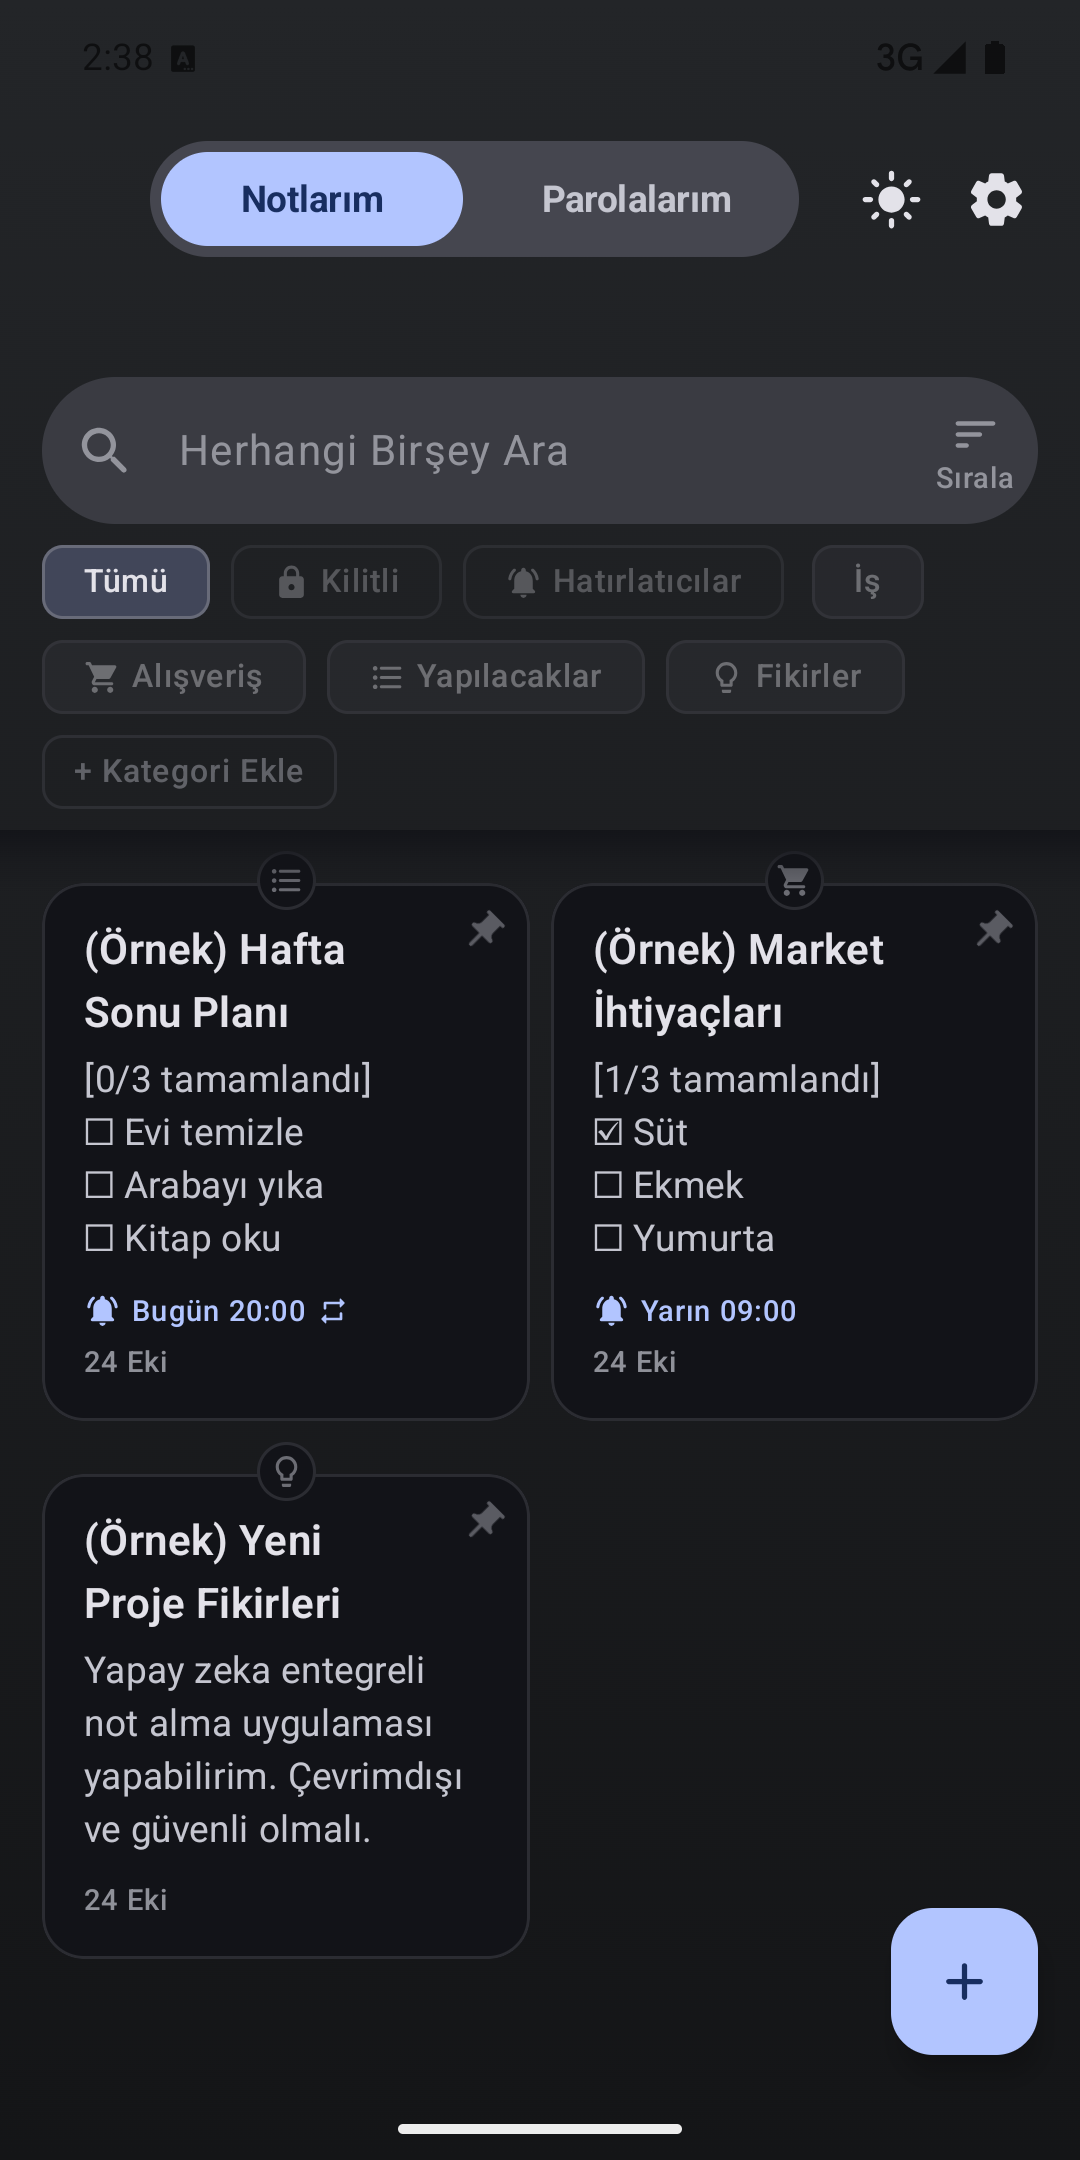 2:38
3G
Notlarım
Parolalarım
Herhangi Birşey Ara
Sırala
Tümü
Kilitli
Hatırlatıcılar
İş
Alışveriş
Yapılacaklar
Fikirler
+ Kategori Ekle
(Örnek) Hafta
Sonu Planı
[0/3 tamamlandı]
☐ Evi temizle
☐ Arabayı yıka
☐ Kitap oku
Bugün 20:00
24 Eki
(Örnek) Market
İhtiyaçları
[1/3 tamamlandı]
☑ Süt
☐ Ekmek
☐ Yumurta
Yarın 09:00
24 Eki
(Örnek) Yeni
Proje Fikirleri
Yapay zeka entegreli
not alma uygulaması
yapabilirim. Çevrimdışı
ve güvenli olmalı.
24 Eki